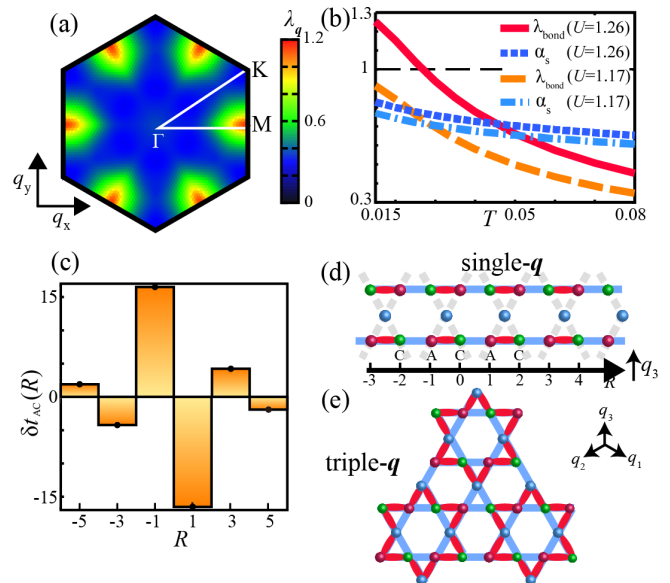 (a)
λq
1.2
0.6
0
K
M
Γ
qy
qx
(b)
1.3
1
0.3
λbond (U=1.26)
αs (U=1.26)
λbond (U=1.17)
αs (U=1.17)
0.015
0.05
0.08
T
(c)
15
0
-15
δtAC(R)
-5 -3 -1 1 3 5
R
(d)
single-q
C A C A C
-3 -2 -1 0 1 2 3 4 R
q3
(e)
triple-q
q3
q2
q1